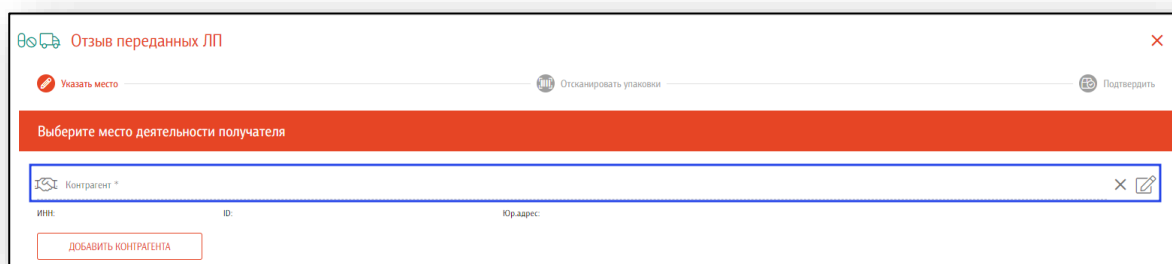 Отзыв переданных ЛП
Указать место Отсканировать упаковки Подтвердить
Выберите место деятельности получателя
Контрагент *
ИНН: ID: Юр.адрес:
ДОБАВИТЬ КОНТРАГЕНТА